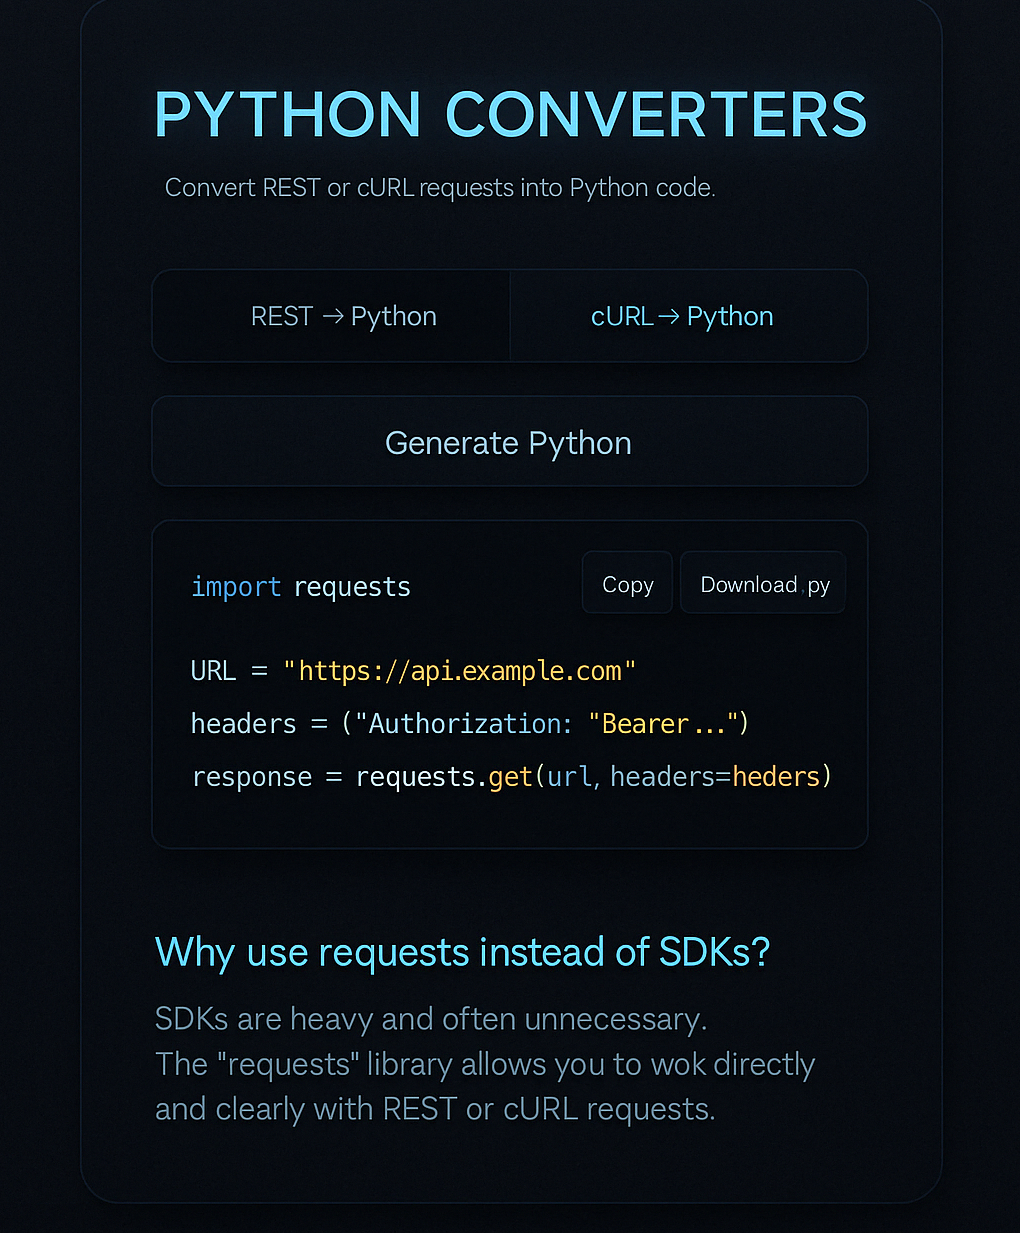 PYTHON CONVERTERS
Convert REST or cURL requests into Python code.
REST → Python
cURL → Python
Generate Python
import requests
Copy
Download .py
URL = "https://api.example.com"
headers = ("Authorization: "Bearer ...")
response = requests.get(url, headers=heders)
Why use requests instead of SDKs?
SDKs are heavy and often unnecessary.
The "requests" library allows you to wok directly
and clearly with REST or cURL requests.